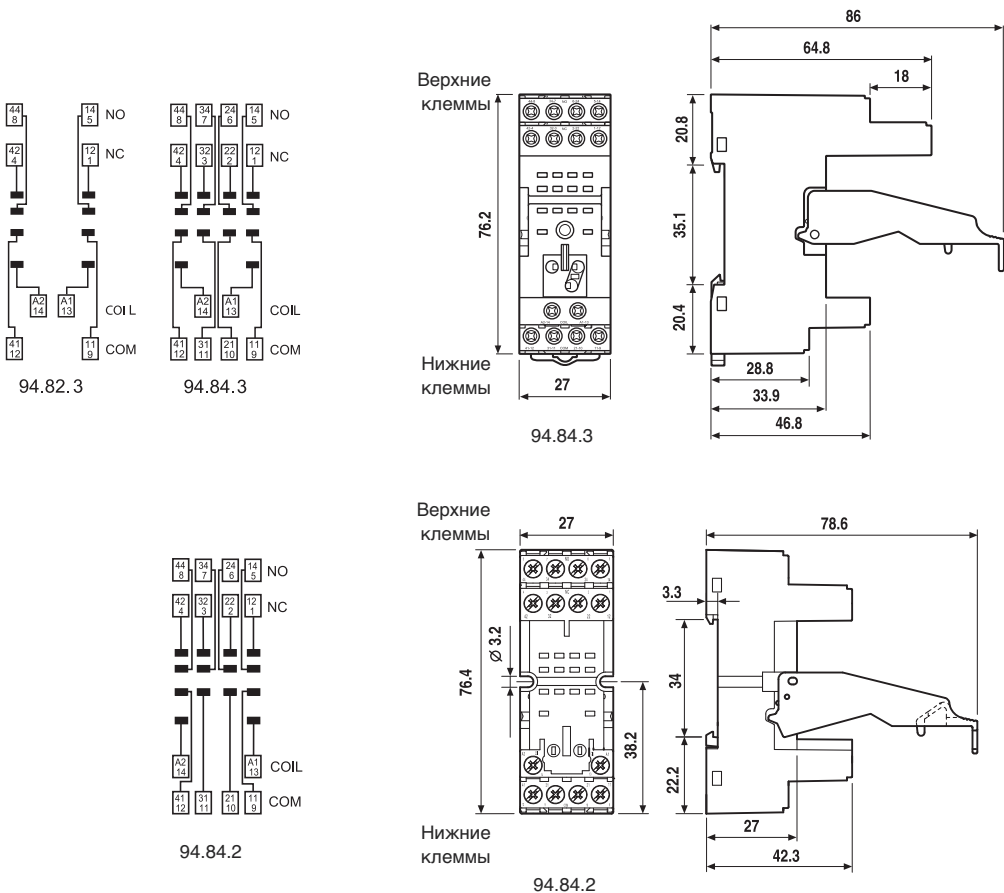 44 8
14 5
NO
42 4
12 1
NC
A2 14
A1 13
COIL
41 12
11 9
COM
94.82.3
44 8
34 7
24 6
14 5
NO
42 4
32 3
22 2
12 1
NC
A2 14
A1 13
COIL
41 12
31 11
21 10
11 9
COM
94.84.3
Верхние
клеммы
76.2
Нижние
клеммы
27
94.84.3
86
64.8
18
20.8
35.1
20.4
28.8
33.9
46.8
44 8
34 7
24 6
14 5
NO
42 4
32 3
22 2
12 1
NC
A2 14
A1 13
COIL
41 12
31 11
21 10
11 9
COM
94.84.2
Верхние
клеммы
27
Ø 3.2
76.4
38.2
Нижние
клеммы
94.84.2
78.6
3.3
34
22.2
27
42.3